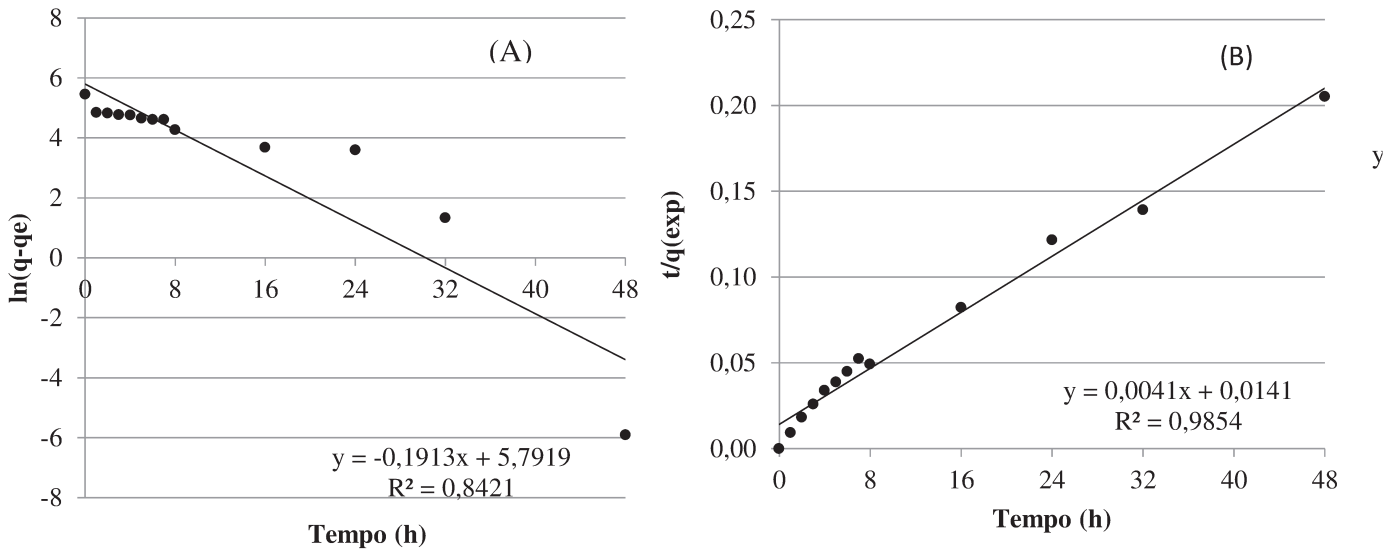 (A)
8
6
4
2
0
-2
-4
-6
-8
0 8 16 24 32 40 48
ln(q-qe)
Tempo (h)
y = -0,1913x + 5,7919
R² = 0,8421
(B)
0,25
0,20
0,15
0,10
0,05
0,00
0 8 16 24 32 40 48
t/q(exp)
Tempo (h)
y = 0,0041x + 0,0141
R² = 0,9854
y